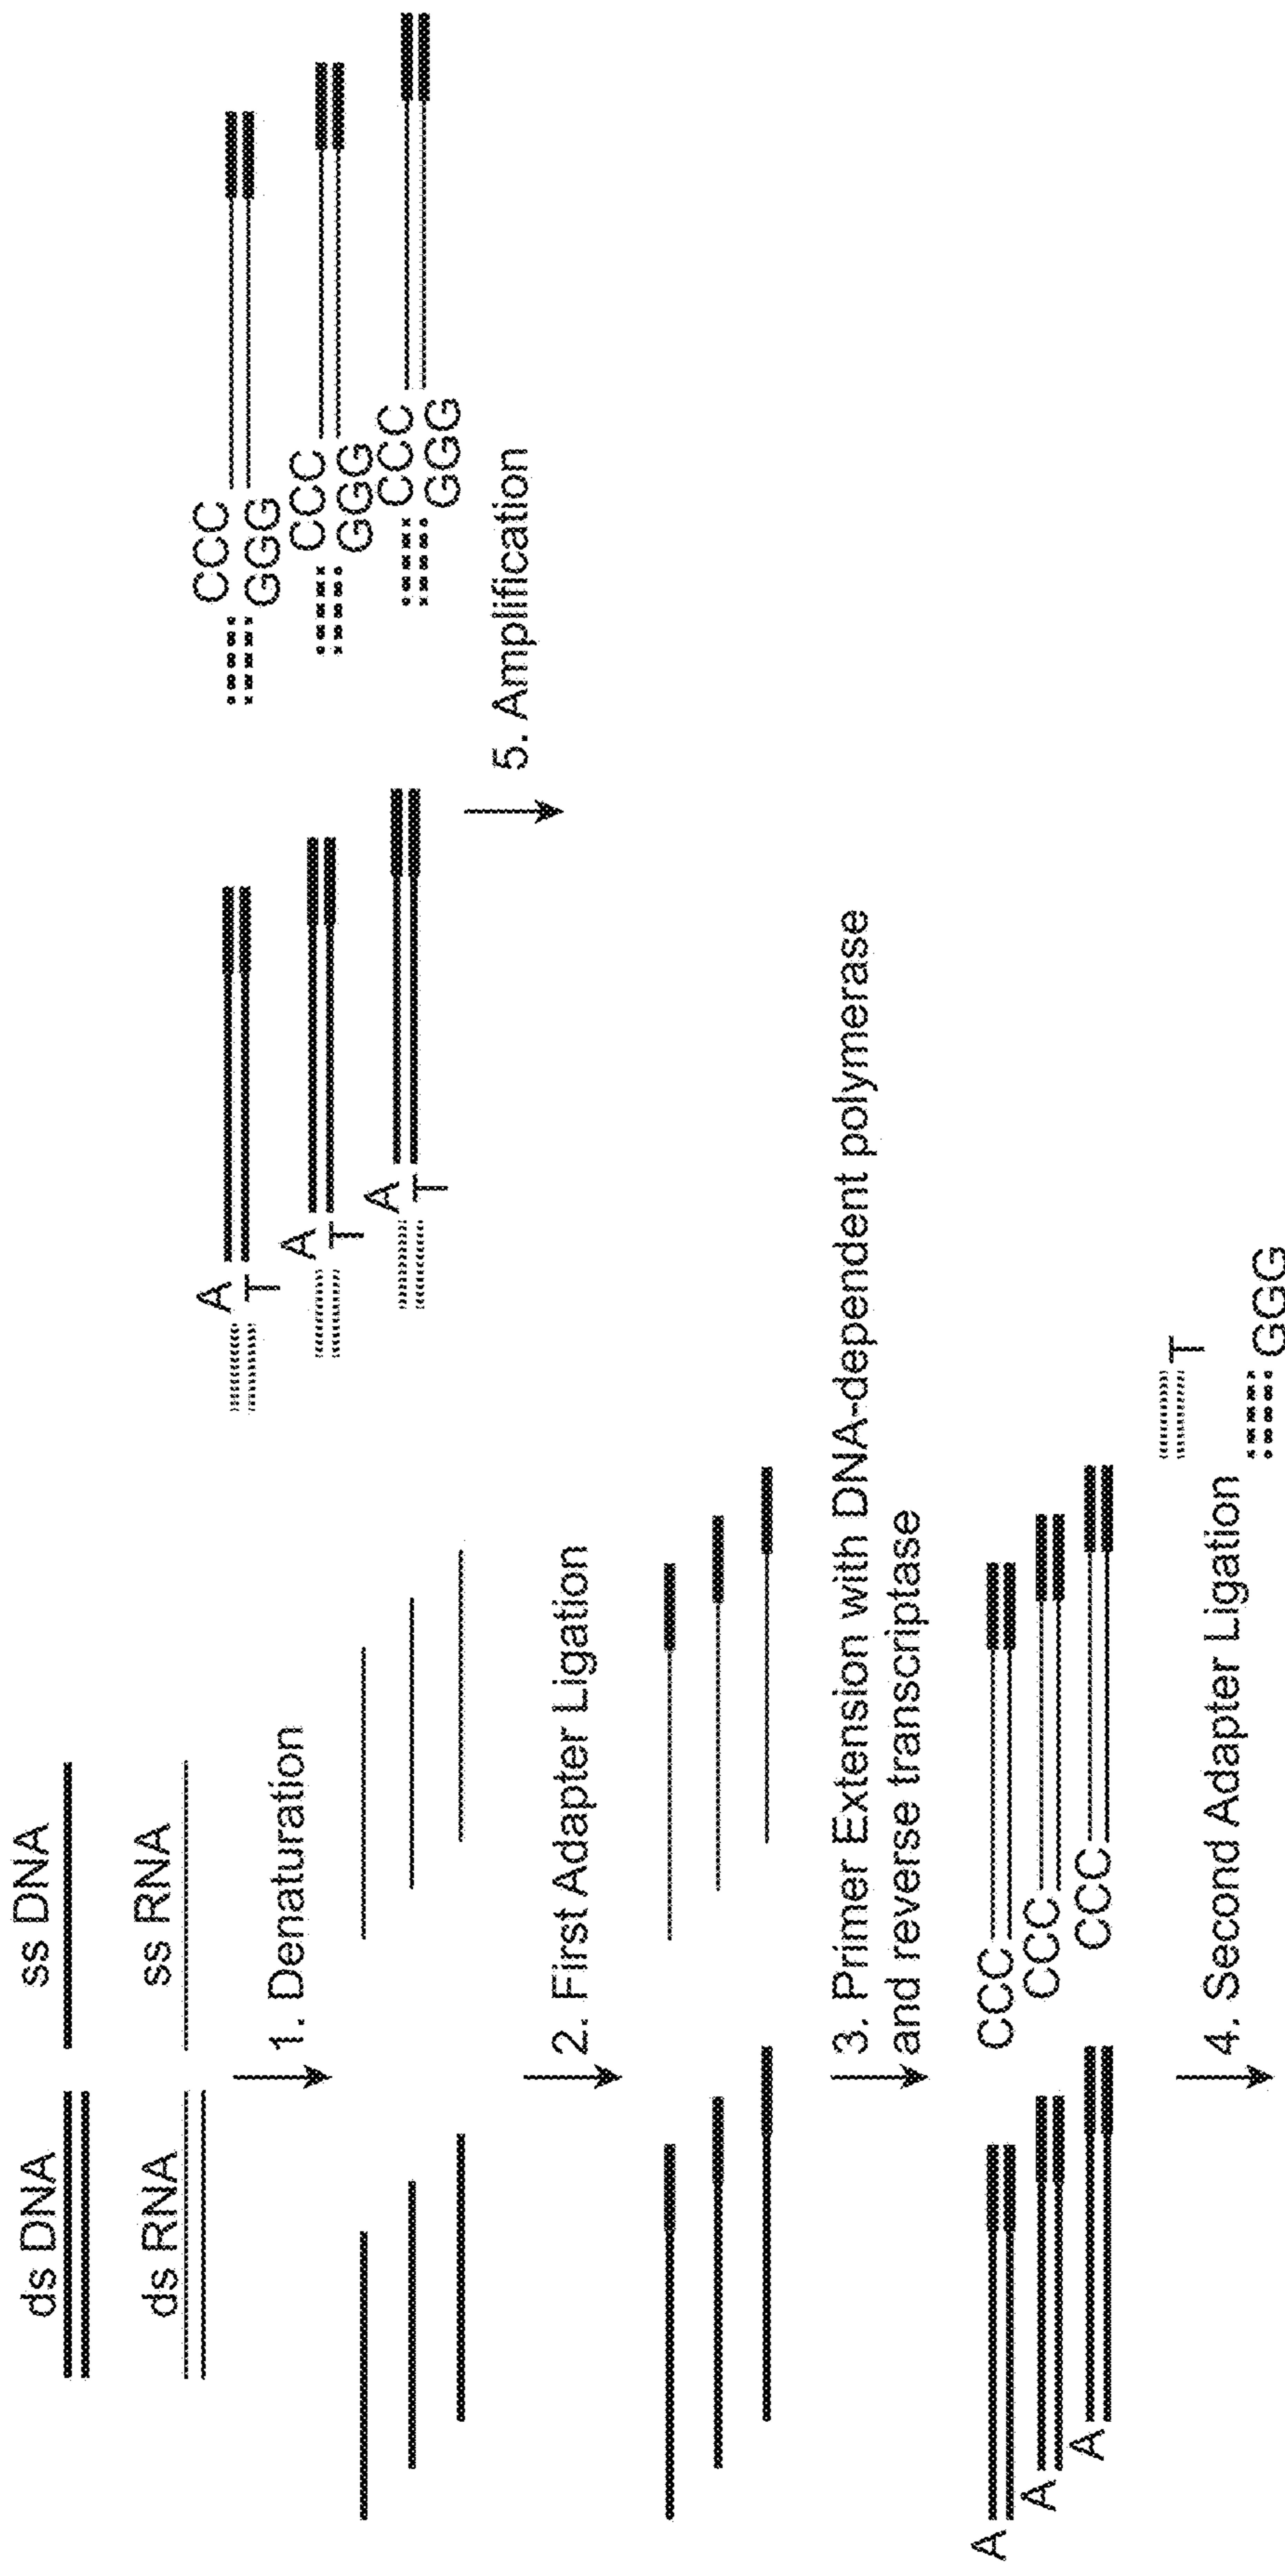 ds DNA
ss DNA
ds RNA
ss RNA
1. Denaturation
2. First Adapter Ligation
3. Primer Extension with DNA-dependent polymerase
and reverse transcriptase
A
A
A
CCC
CCC
CCC
4. Second Adapter Ligation
T
GGG
A
T
A
T
A
T
CCC
GGG
CCC
GGG
CCC
GGG
5. Amplification